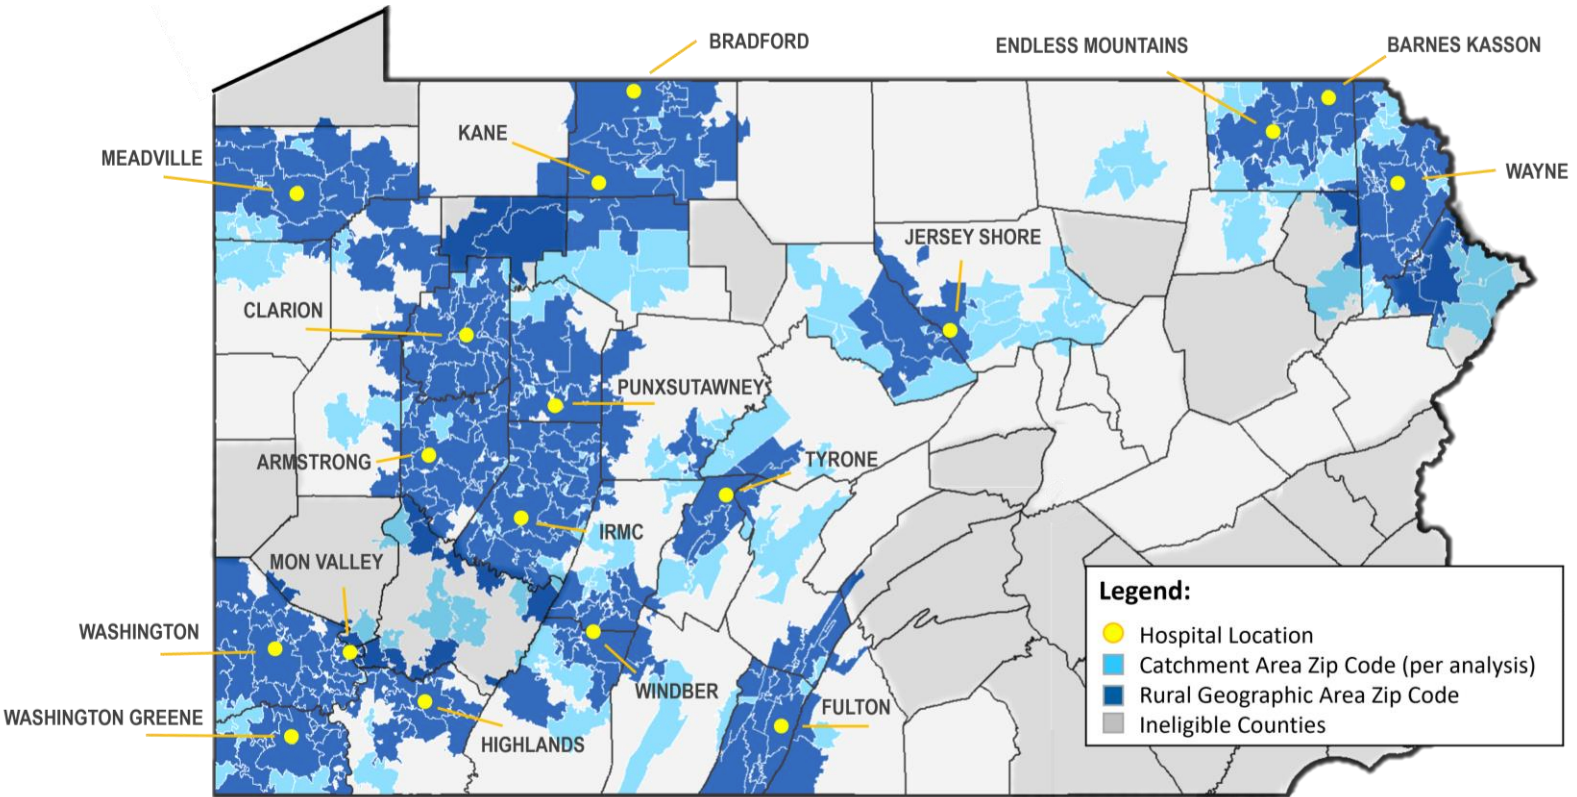 BRADFORD
ENDLESS MOUNTAINS
BARNES KASSON
KANE
MEADVILLE
WAYNE
JERSEY SHORE
CLARION
PUNXSUTAWNEY
ARMSTRONG
TYRONE
IRMC
MON VALLEY
WASHINGTON
WINDBER
FULTON
WASHINGTON GREENE
HIGHLANDS
Legend:
Hospital Location
Catchment Area Zip Code (per analysis)
Rural Geographic Area Zip Code
Ineligible Counties